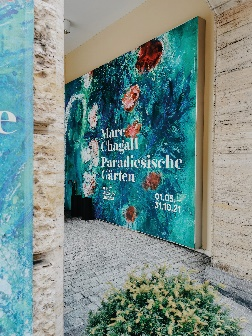 e
Marc
Chagall
Paradiesische
Gärten
01.05.
31.10.21